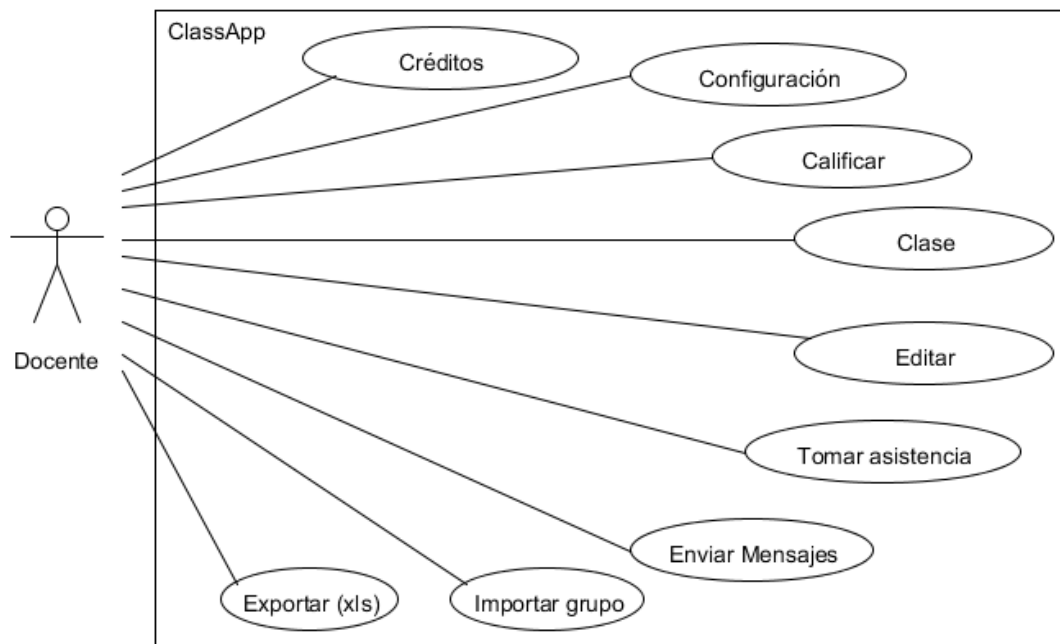 ClassApp
Créditos
Configuración
Calificar
Clase
Docente
Editar
Tomar asistencia
Enviar Mensajes
Exportar (xls)
Importar grupo